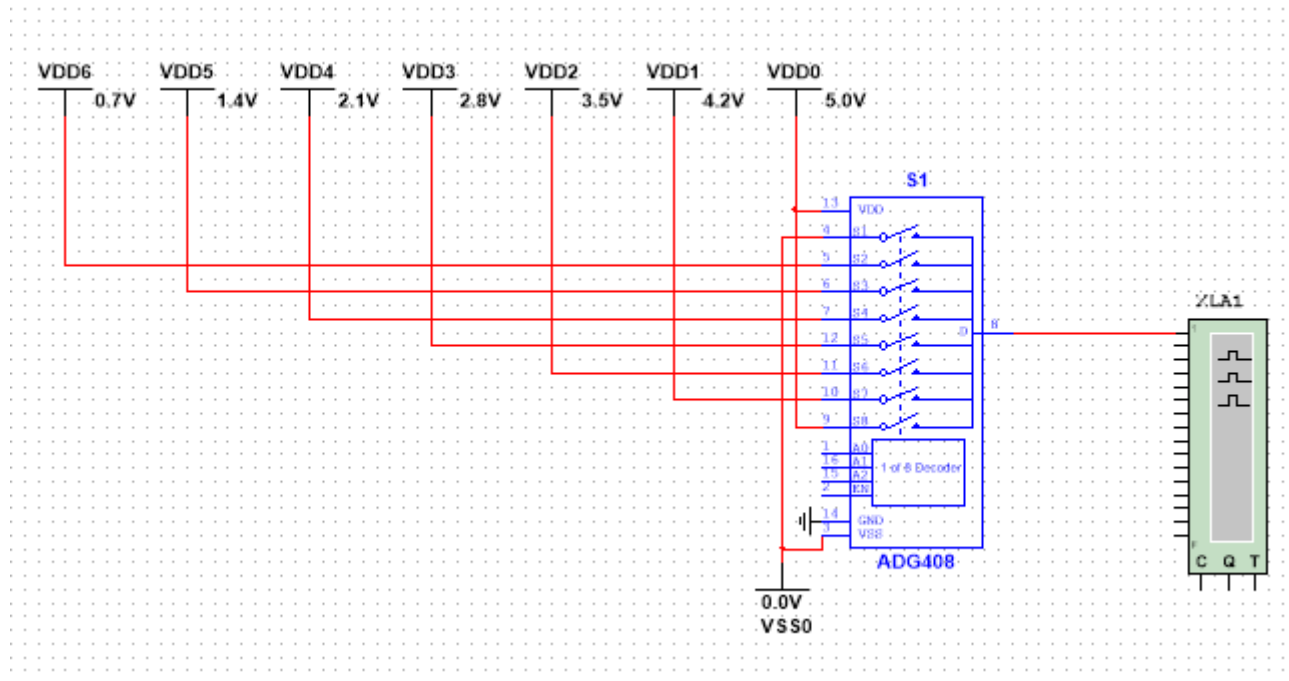 VDD6 VDD5 VDD4 VDD3 VDD2 VDD1 VDD0
0.7V 1.4V 2.1V 2.8V 3.5V 4.2V 5.0V
S1
13 VDD
4 S1
5 S2
6 S3
7 S4
12 S5
11 S6
10 S7
9 S8
D 8
1 A0
16 A1
15 A2
2 EN
1 of 8 Decoder
14 GND
3 VSS
ADG408
0.0V
VSS0
XLA1
1
F
C Q T